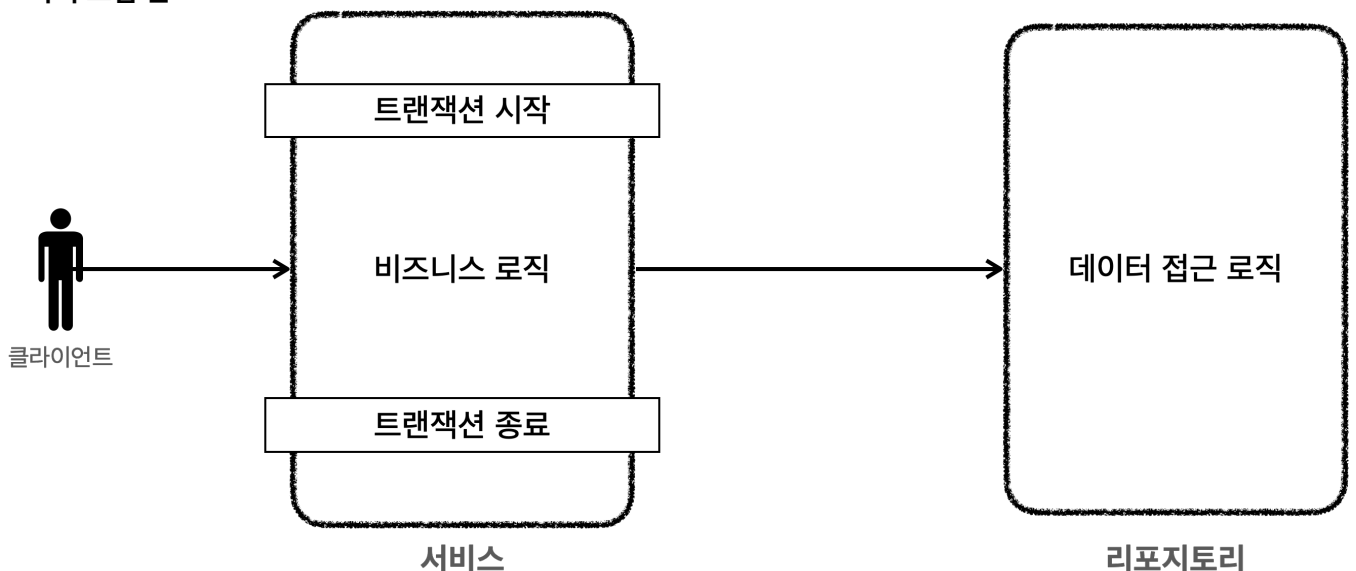 트랜잭션 시작
비즈니스 로직
데이터 접근 로직
클라이언트
트랜잭션 종료
서비스
리포지토리